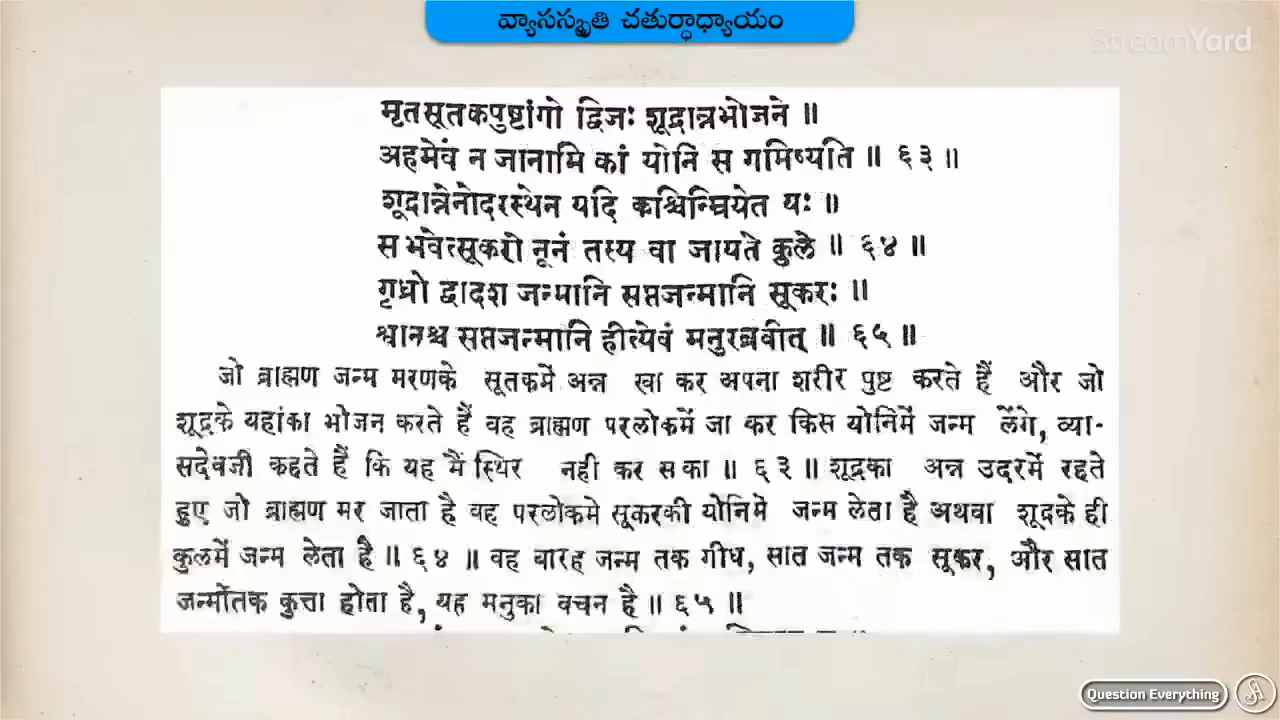 వ్యాసస్మృతి చతుర్ధాధ్యాయం
StreamYard
मृतसूतकपुष्टांगो द्विजः शूद्रान्नभोजने ॥
अहमेवं न जानामि कां योनि स गमिष्यति ॥ ६३ ॥
शूद्रान्नेनोदरस्थेन यदि कश्चिन्म्रियेत यः ॥
स भवेत्सूकरो नूनं तस्य वा जायते कुले ॥ ६४ ॥
गृध्रो द्वादश जन्मानि सप्तजन्मानि सूकरः ॥
श्वानश्च सप्तजन्मानि हीत्येवं मनुरब्रवीत् ॥ ६५ ॥
जो ब्राह्मण जन्म मरणके सूतकमें अन्न खा कर अपना शरीर पुष्ट करते हैं और जो
शूद्रके यहांका भोजन करते हैं वह ब्राह्मण परलोकमें जा कर किस योनिमें जन्म लेंगे, व्या-
सदेवजी कहते हैं कि यह मैं स्थिर नही कर सका ॥ ६३ ॥ शूद्रका अन्न उदरमें रहते
हुए जो ब्राह्मण मर जाता है वह परलोकमे सूकरकी योनिमे जन्म लेता है अथवा शूद्रके ही
कुलमें जन्म लेता है ॥ ६४ ॥ वह बारह जन्म तक गीध, सात जन्म तक सूकर, और सात
जन्मोंतक कुत्ता होता है, यह मनुका वचन है ॥ ६५ ॥
Question Everything